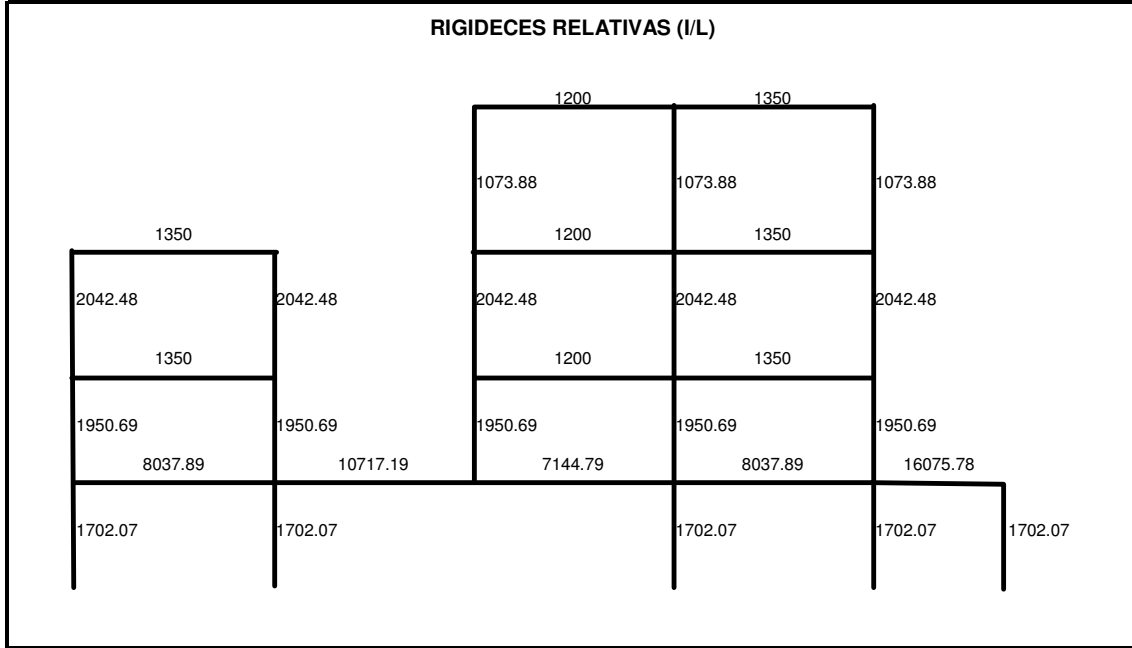 RIGIDECES RELATIVAS (I/L)
1200 1350
1073.88 1073.88 1073.88
1350 1200 1350
2042.48 2042.48 2042.48 2042.48 2042.48
1350 1200 1350
1950.69 1950.69 1950.69 1950.69 1950.69
8037.89 10717.19 7144.79 8037.89 16075.78
1702.07 1702.07 1702.07 1702.07 1702.07